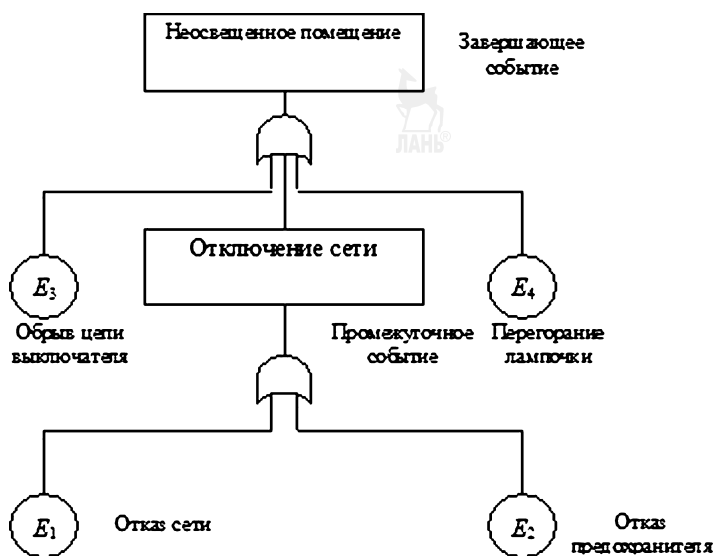 Неосвещенное помещение
Завершающее
событие
ЛАНЬ®
Отключение сети
E3
E4
Обрыв цепи
выключателя
Промежуточное
событие
Перегорание
лампочки
E1
Отказ сети
E2
Отказ
предохранителя